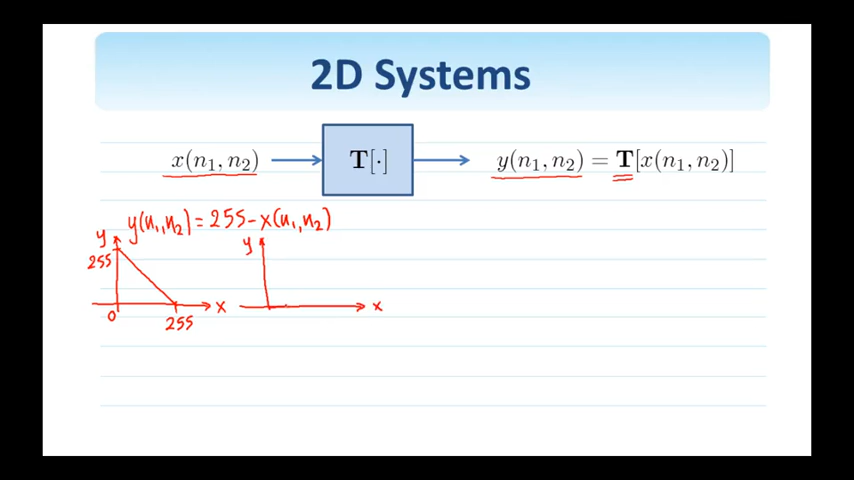 2D Systems
x(n₁, n₂) T[·] y(n₁, n₂) = T[x(n₁, n₂)]
y(n₁, n₂) = 255 - x(n₁, n₂)
y y
255
x x
0
255